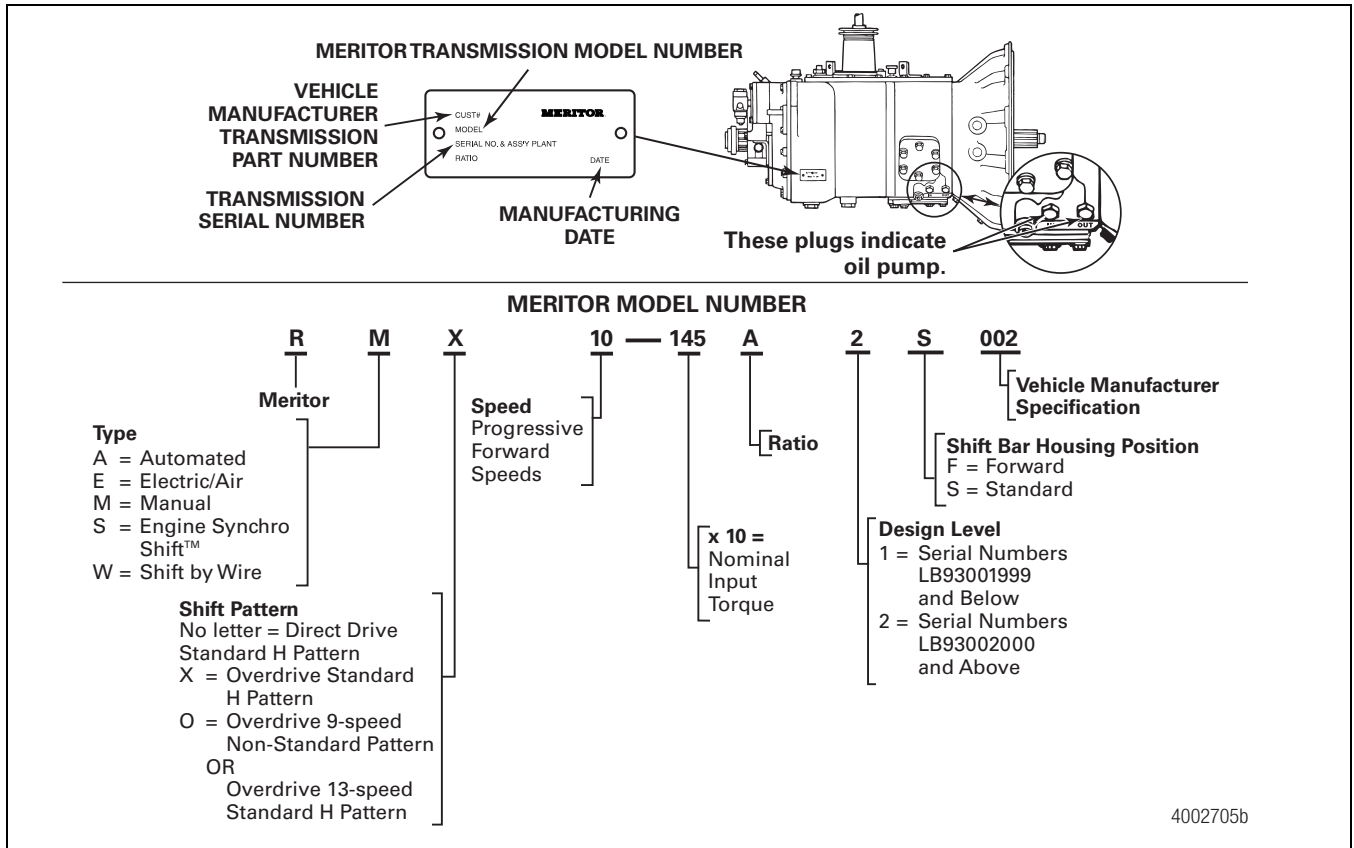 MERITOR TRANSMISSION MODEL NUMBER
VEHICLE
MANUFACTURER
TRANSMISSION
PART NUMBER
TRANSMISSION
SERIAL NUMBER
CUST#
MERITOR
MODEL
SERIAL NO. & ASS'Y PLANT
RATIO
DATE
MANUFACTURING
DATE
OUT
These plugs indicate
oil pump.
MERITOR MODEL NUMBER
R M X 10 — 145 A 2 S 002
Meritor
Type
A = Automated
E = Electric/Air
M = Manual
S = Engine Synchro
Shift™
W = Shift by Wire
Shift Pattern
No letter = Direct Drive
Standard H Pattern
X = Overdrive Standard
H Pattern
O = Overdrive 9-speed
Non-Standard Pattern
OR
Overdrive 13-speed
Standard H Pattern
Speed
Progressive
Forward
Speeds
x 10 =
Nominal
Input
Torque
Ratio
Design Level
1 = Serial Numbers
LB93001999
and Below
2 = Serial Numbers
LB93002000
and Above
Shift Bar Housing Position
F = Forward
S = Standard
Vehicle Manufacturer
Specification
4002705b